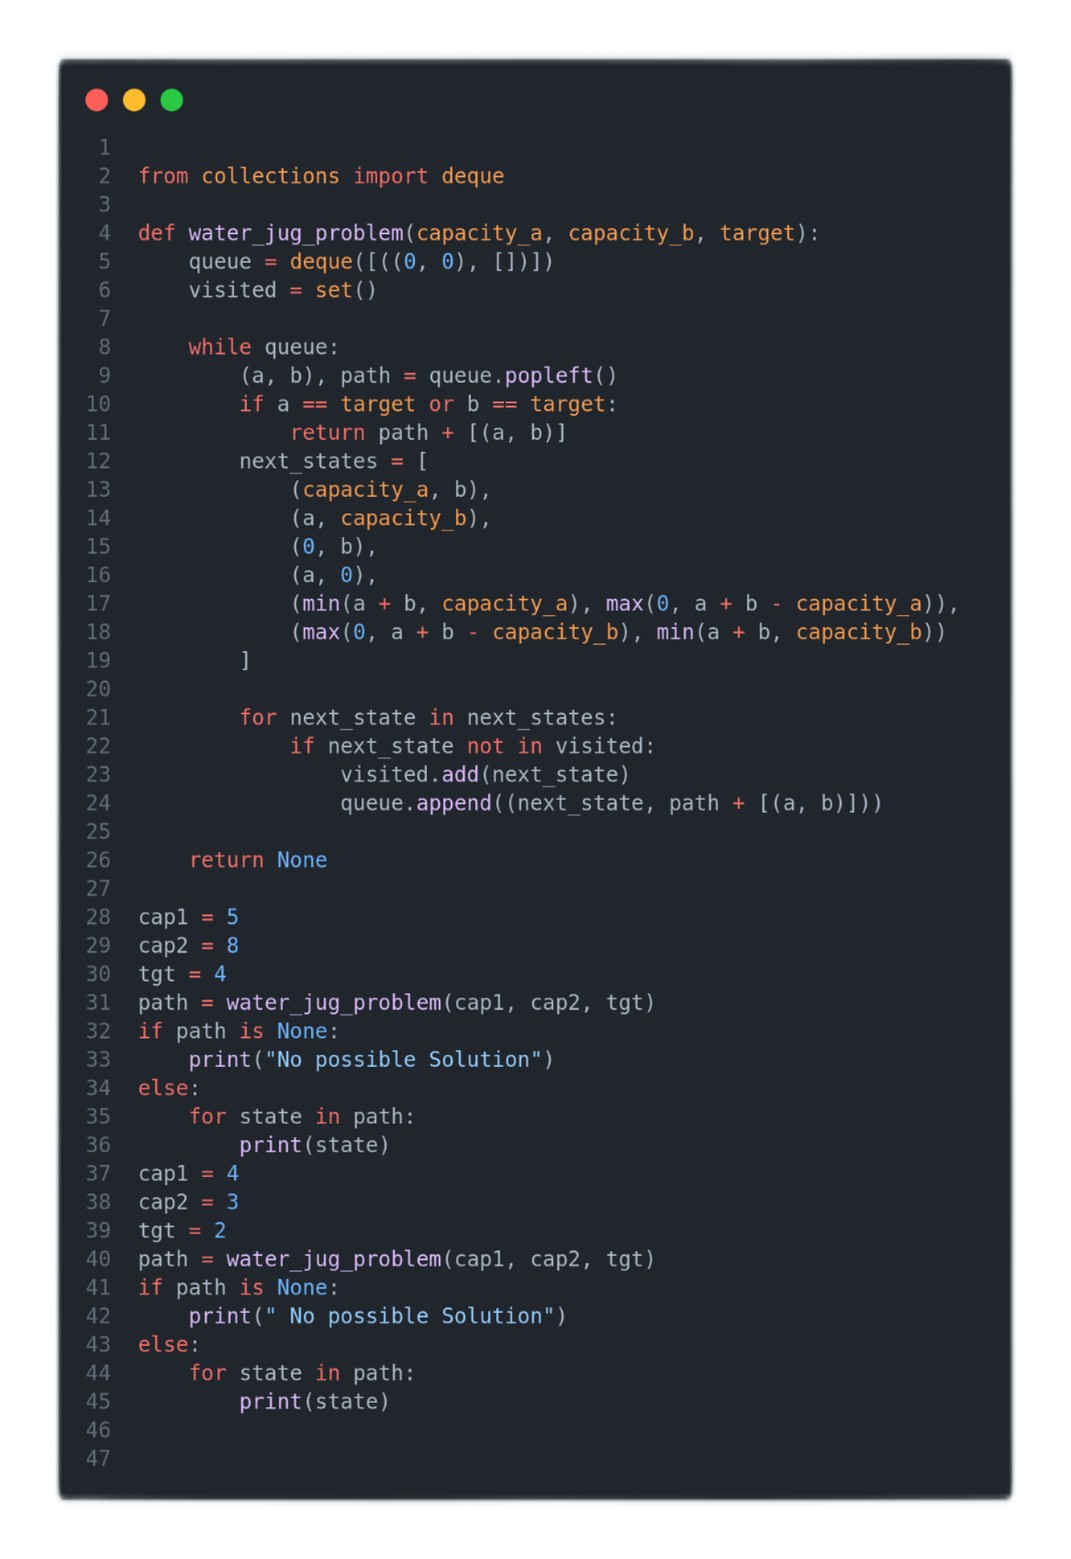 1
2 from collections import deque
3
4 def water_jug_problem(capacity_a, capacity_b, target):
5     queue = deque([((0, 0), [])])
6     visited = set()
7
8     while queue:
9         (a, b), path = queue.popleft()
10         if a == target or b == target:
11             return path + [(a, b)]
12         next_states = [
13             (capacity_a, b),
14             (a, capacity_b),
15             (0, b),
16             (a, 0),
17             (min(a + b, capacity_a), max(0, a + b - capacity_a)),
18             (max(0, a + b - capacity_b), min(a + b, capacity_b))
19         ]
20
21         for next_state in next_states:
22             if next_state not in visited:
23                 visited.add(next_state)
24                 queue.append((next_state, path + [(a, b)]))
25
26     return None
27
28 cap1 = 5
29 cap2 = 8
30 tgt = 4
31 path = water_jug_problem(cap1, cap2, tgt)
32 if path is None:
33     print("No possible Solution")
34 else:
35     for state in path:
36         print(state)
37 cap1 = 4
38 cap2 = 3
39 tgt = 2
40 path = water_jug_problem(cap1, cap2, tgt)
41 if path is None:
42     print(" No possible Solution")
43 else:
44     for state in path:
45         print(state)
46
47